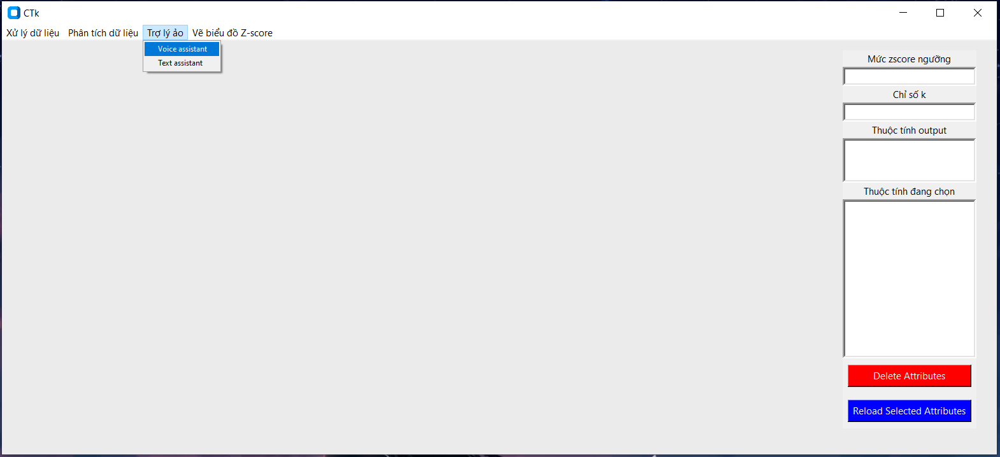 CTk
Xử lý dữ liệu Phân tích dữ liệu Trợ lý ảo Vẽ biểu đồ Z-score
Voice assistant
Text assistant
Mức zscore ngưỡng
Chỉ số k
Thuộc tính output
Thuộc tính đang chọn
Delete Attributes
Reload Selected Attributes